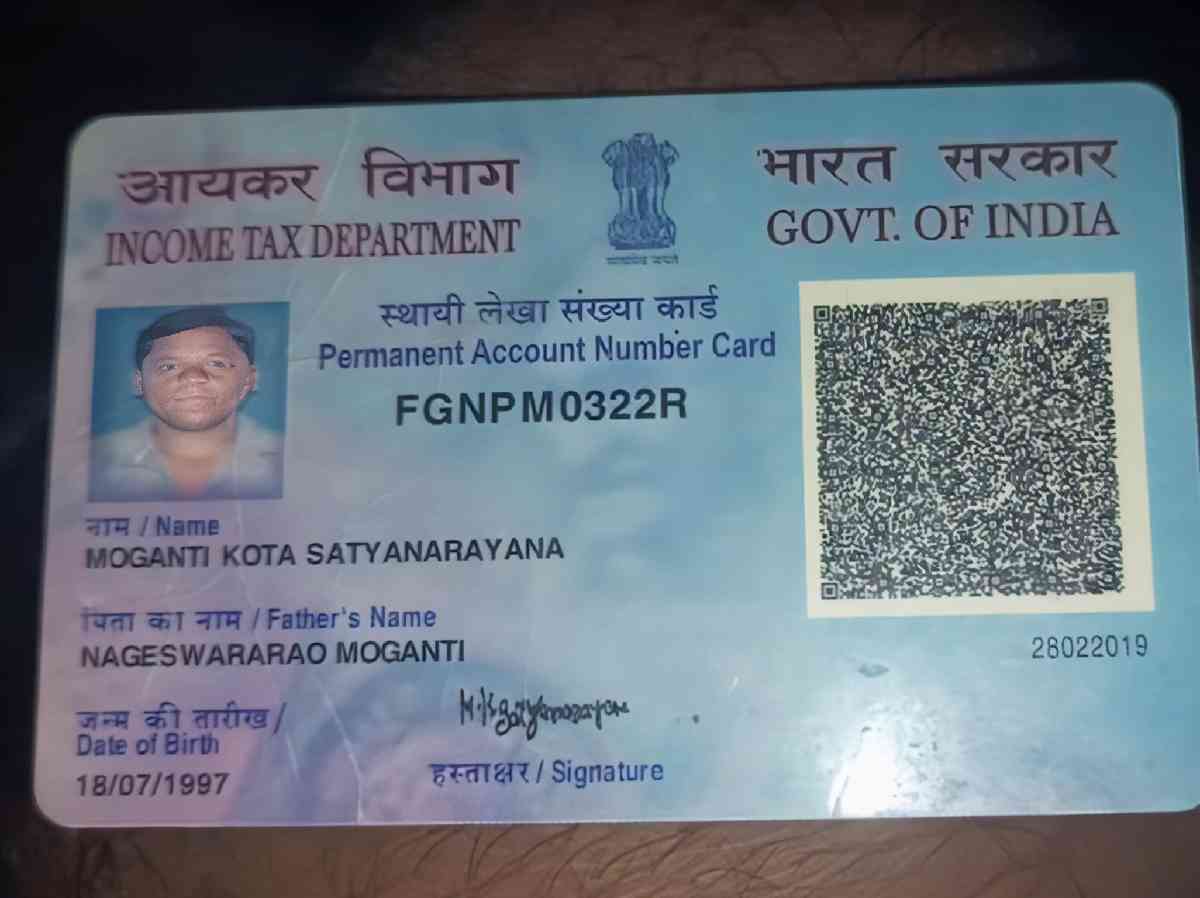 आयकर विभाग
INCOME TAX DEPARTMENT
भारत सरकार
GOVT. OF INDIA
स्थायी लेखा संख्या कार्ड
Permanent Account Number Card
FGNPM0322R
नाम / Name
MOGANTI KOTA SATYANARAYANA
पिता का नाम / Father's Name
NAGESWARARAO MOGANTI
28022019
जन्म की तारीख /
Date of Birth
18/07/1997
हस्ताक्षर / Signature